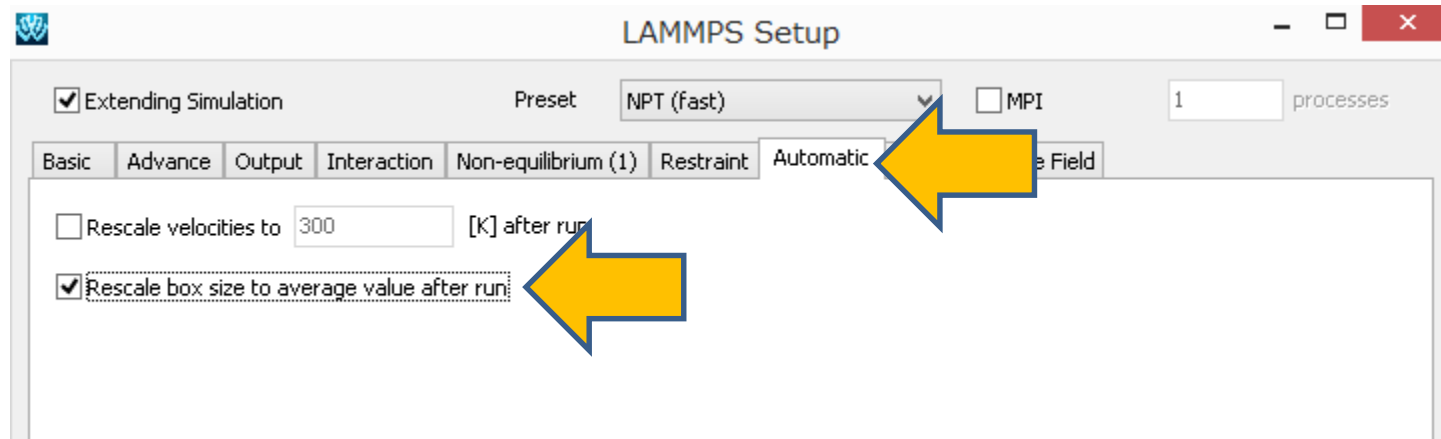 LAMMPS Setup
Extending Simulation Preset NPT (fast) MPI 1 processes
Basic Advance Output Interaction Non-equilibrium (1) Restraint Automatic Field
Rescale velocities to 300 [K] after run
Rescale box size to average value after run